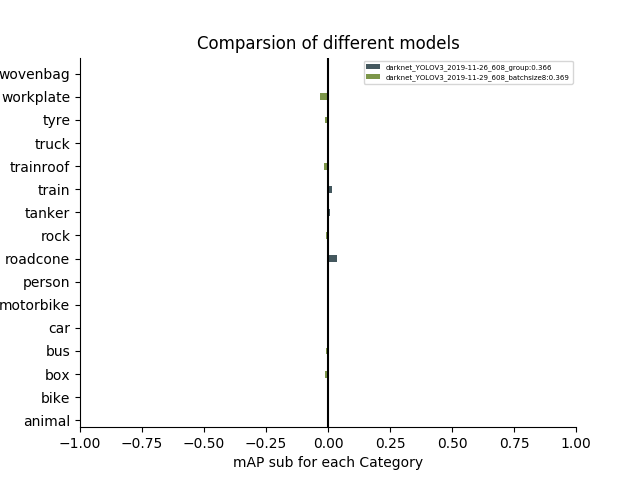 Comparsion of different models
darknet_YOLOV3_2019-11-26_608_group:0.366
darknet_YOLOV3_2019-11-29_608_batchsize8:0.369
wovenbag
workplate
tyre
truck
trainroof
train
tanker
rock
roadcone
person
motorbike
car
bus
box
bike
animal
−1.00 −0.75 −0.50 −0.25 0.00 0.25 0.50 0.75 1.00
mAP sub for each Category